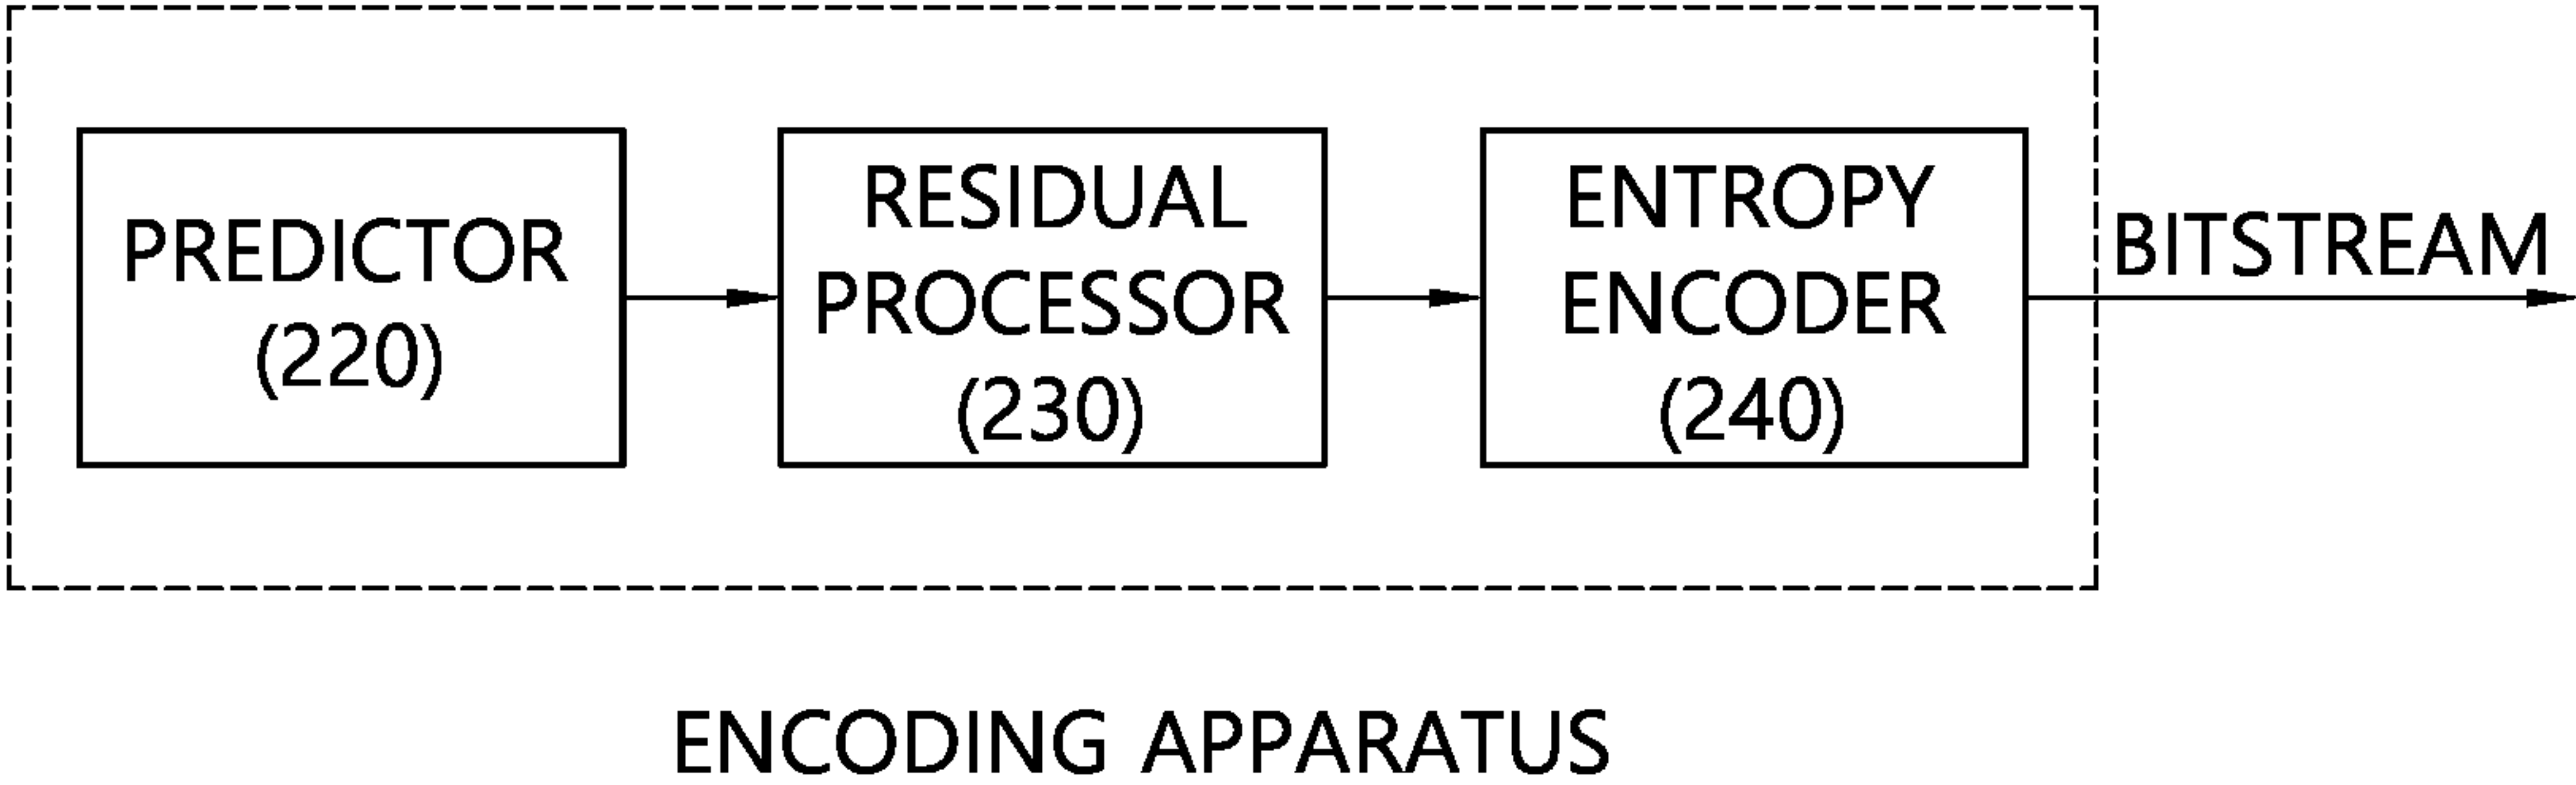 PREDICTOR
(220)
RESIDUAL
PROCESSOR
(230)
ENTROPY
ENCODER
(240)
BITSTREAM
ENCODING APPARATUS